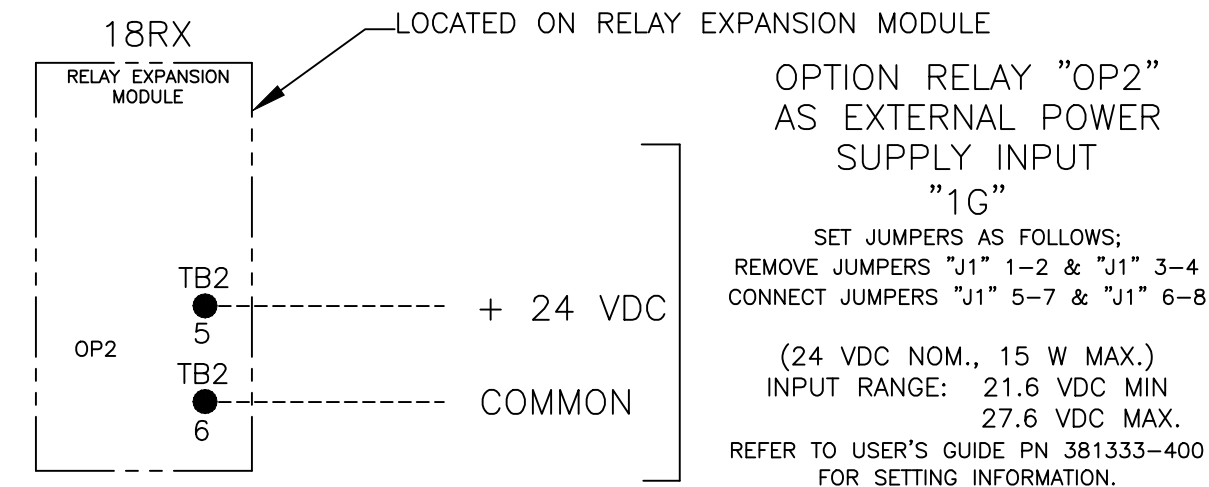 18RX
LOCATED ON RELAY EXPANSION MODULE
RELAY EXPANSION
MODULE
TB2
5
OP2
TB2
6
+ 24 VDC
COMMON
OPTION RELAY "OP2"
AS EXTERNAL POWER
SUPPLY INPUT
"1G"
SET JUMPERS AS FOLLOWS;
REMOVE JUMPERS "J1" 1-2 & "J1" 3-4
CONNECT JUMPERS "J1" 5-7 & "J1" 6-8
(24 VDC NOM., 15 W MAX.)
INPUT RANGE: 21.6 VDC MIN
27.6 VDC MAX.
REFER TO USER'S GUIDE PN 381333-400
FOR SETTING INFORMATION.